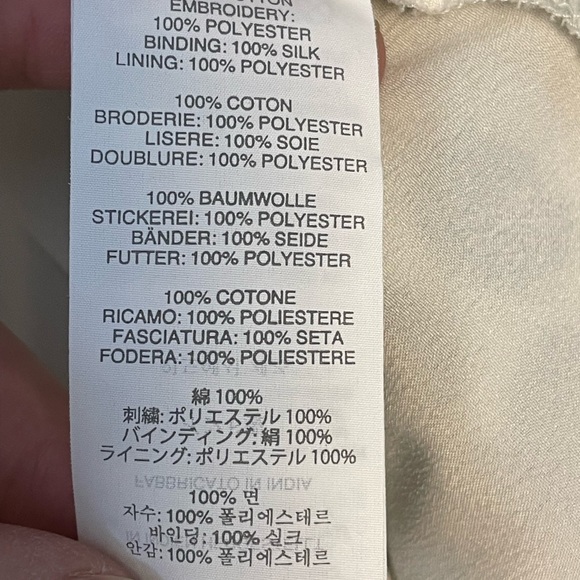 EMBROIDERY:
100% POLYESTER
BINDING: 100% SILK
LINING: 100% POLYESTER
100% COTON
BRODERIE: 100% POLYESTER
LISERE: 100% SOIE
DOUBLURE: 100% POLYESTER
100% BAUMWOLLE
STICKEREI: 100% POLYESTER
BÄNDER: 100% SEIDE
FUTTER: 100% POLYESTER
100% COTONE
RICAMO: 100% POLIESTERE
FASCIATURA: 100% SETA
FODERA: 100% POLIESTERE
綿 100%
刺繍: ポリエステル 100%
バインディング: 絹 100%
ライニング: ポリエステル 100%
FABBRICATO IN INDIA
100% 면
자수: 100% 폴리에스테르
바인딩: 100% 실크
안감: 100% 폴리에스테르